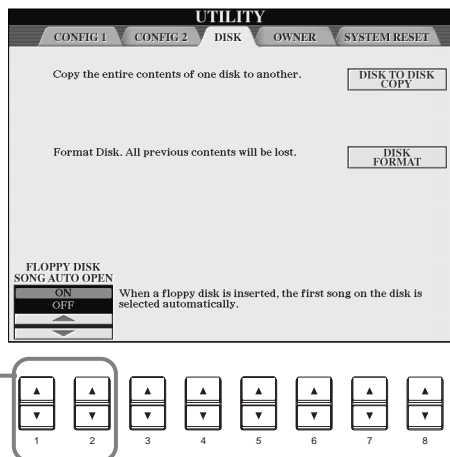 UTILITY
CONFIG 1 CONFIG 2 DISK OWNER SYSTEM RESET
Copy the entire contents of one disk to another.
DISK TO DISK
COPY
Format Disk. All previous contents will be lost.
DISK
FORMAT
FLOPPY DISK
SONG AUTO OPEN
ON
OFF
When a floppy disk is inserted, the first song on the disk is
selected automatically.
1 2 3 4 5 6 7 8